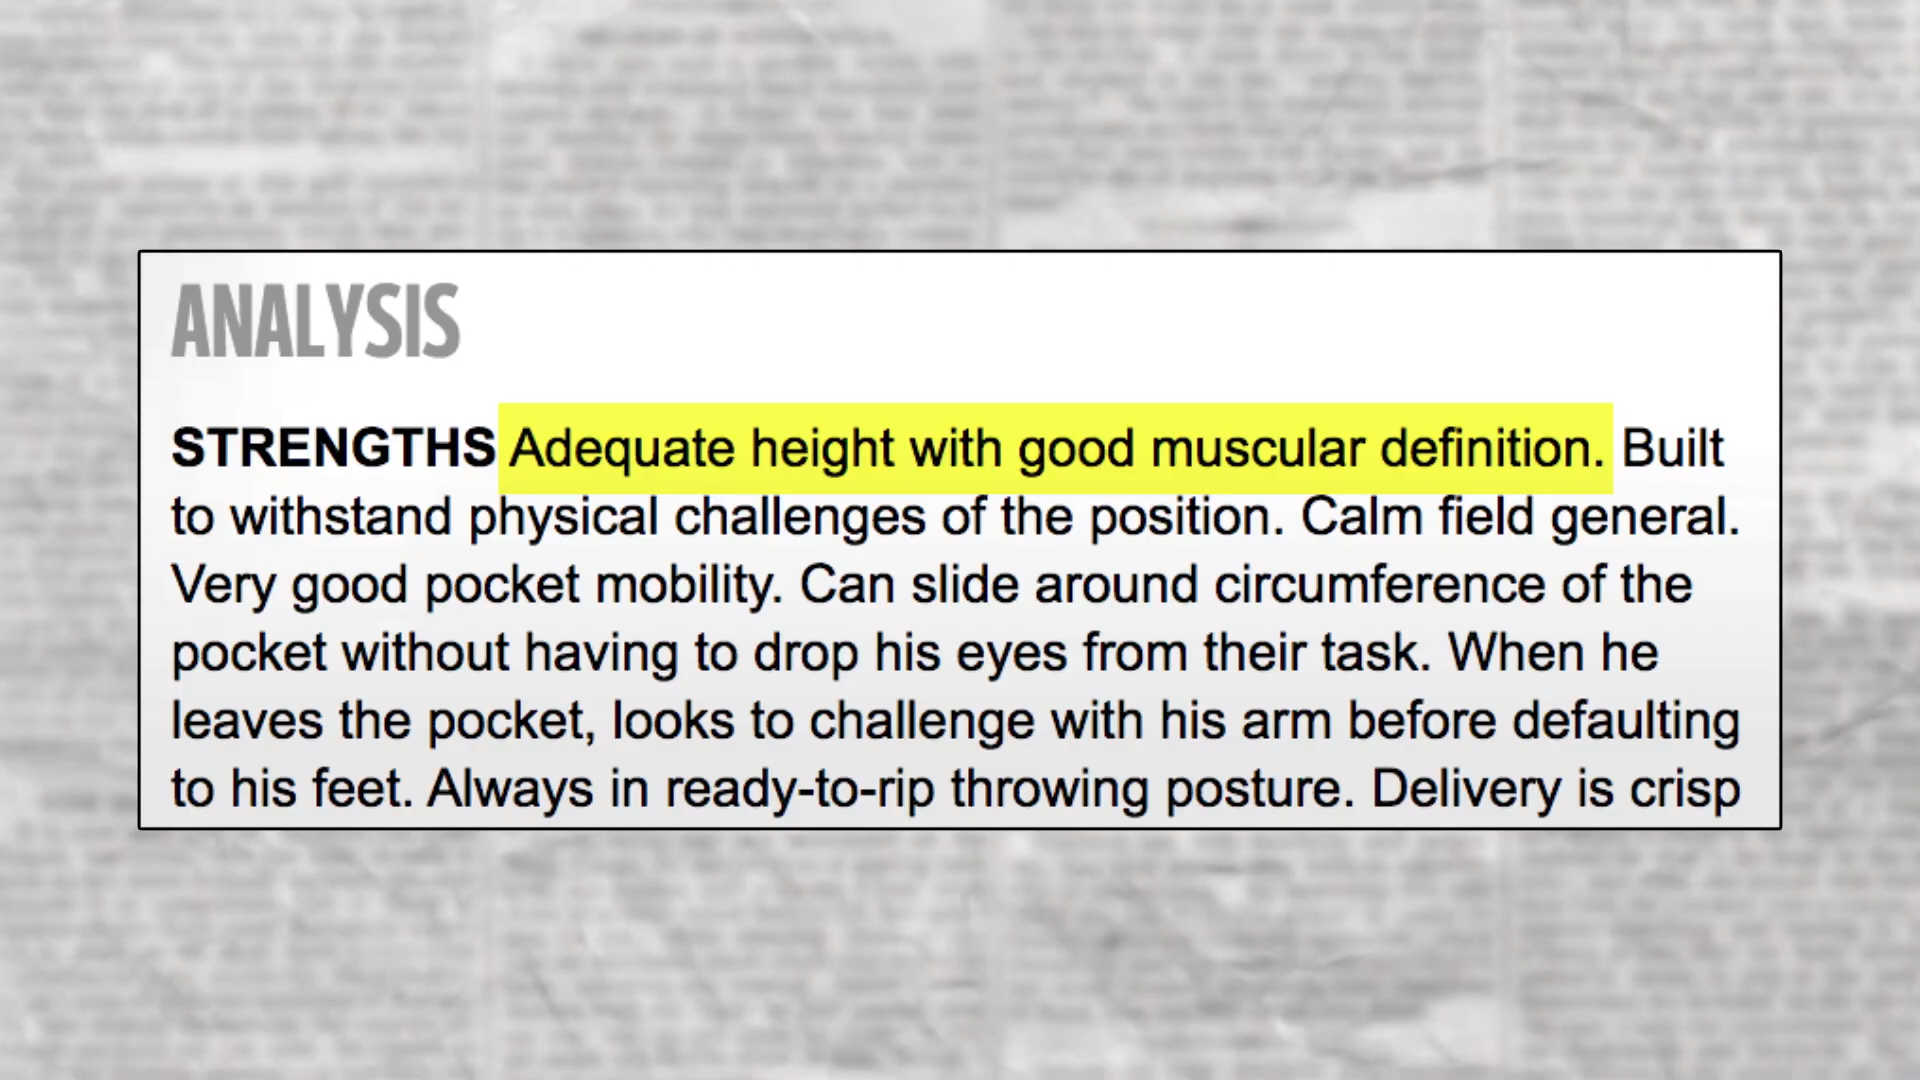 ANALYSIS
STRENGTHS Adequate height with good muscular definition. Built
to withstand physical challenges of the position. Calm field general.
Very good pocket mobility. Can slide around circumference of the
pocket without having to drop his eyes from their task. When he
leaves the pocket, looks to challenge with his arm before defaulting
to his feet. Always in ready-to-rip throwing posture. Delivery is crisp